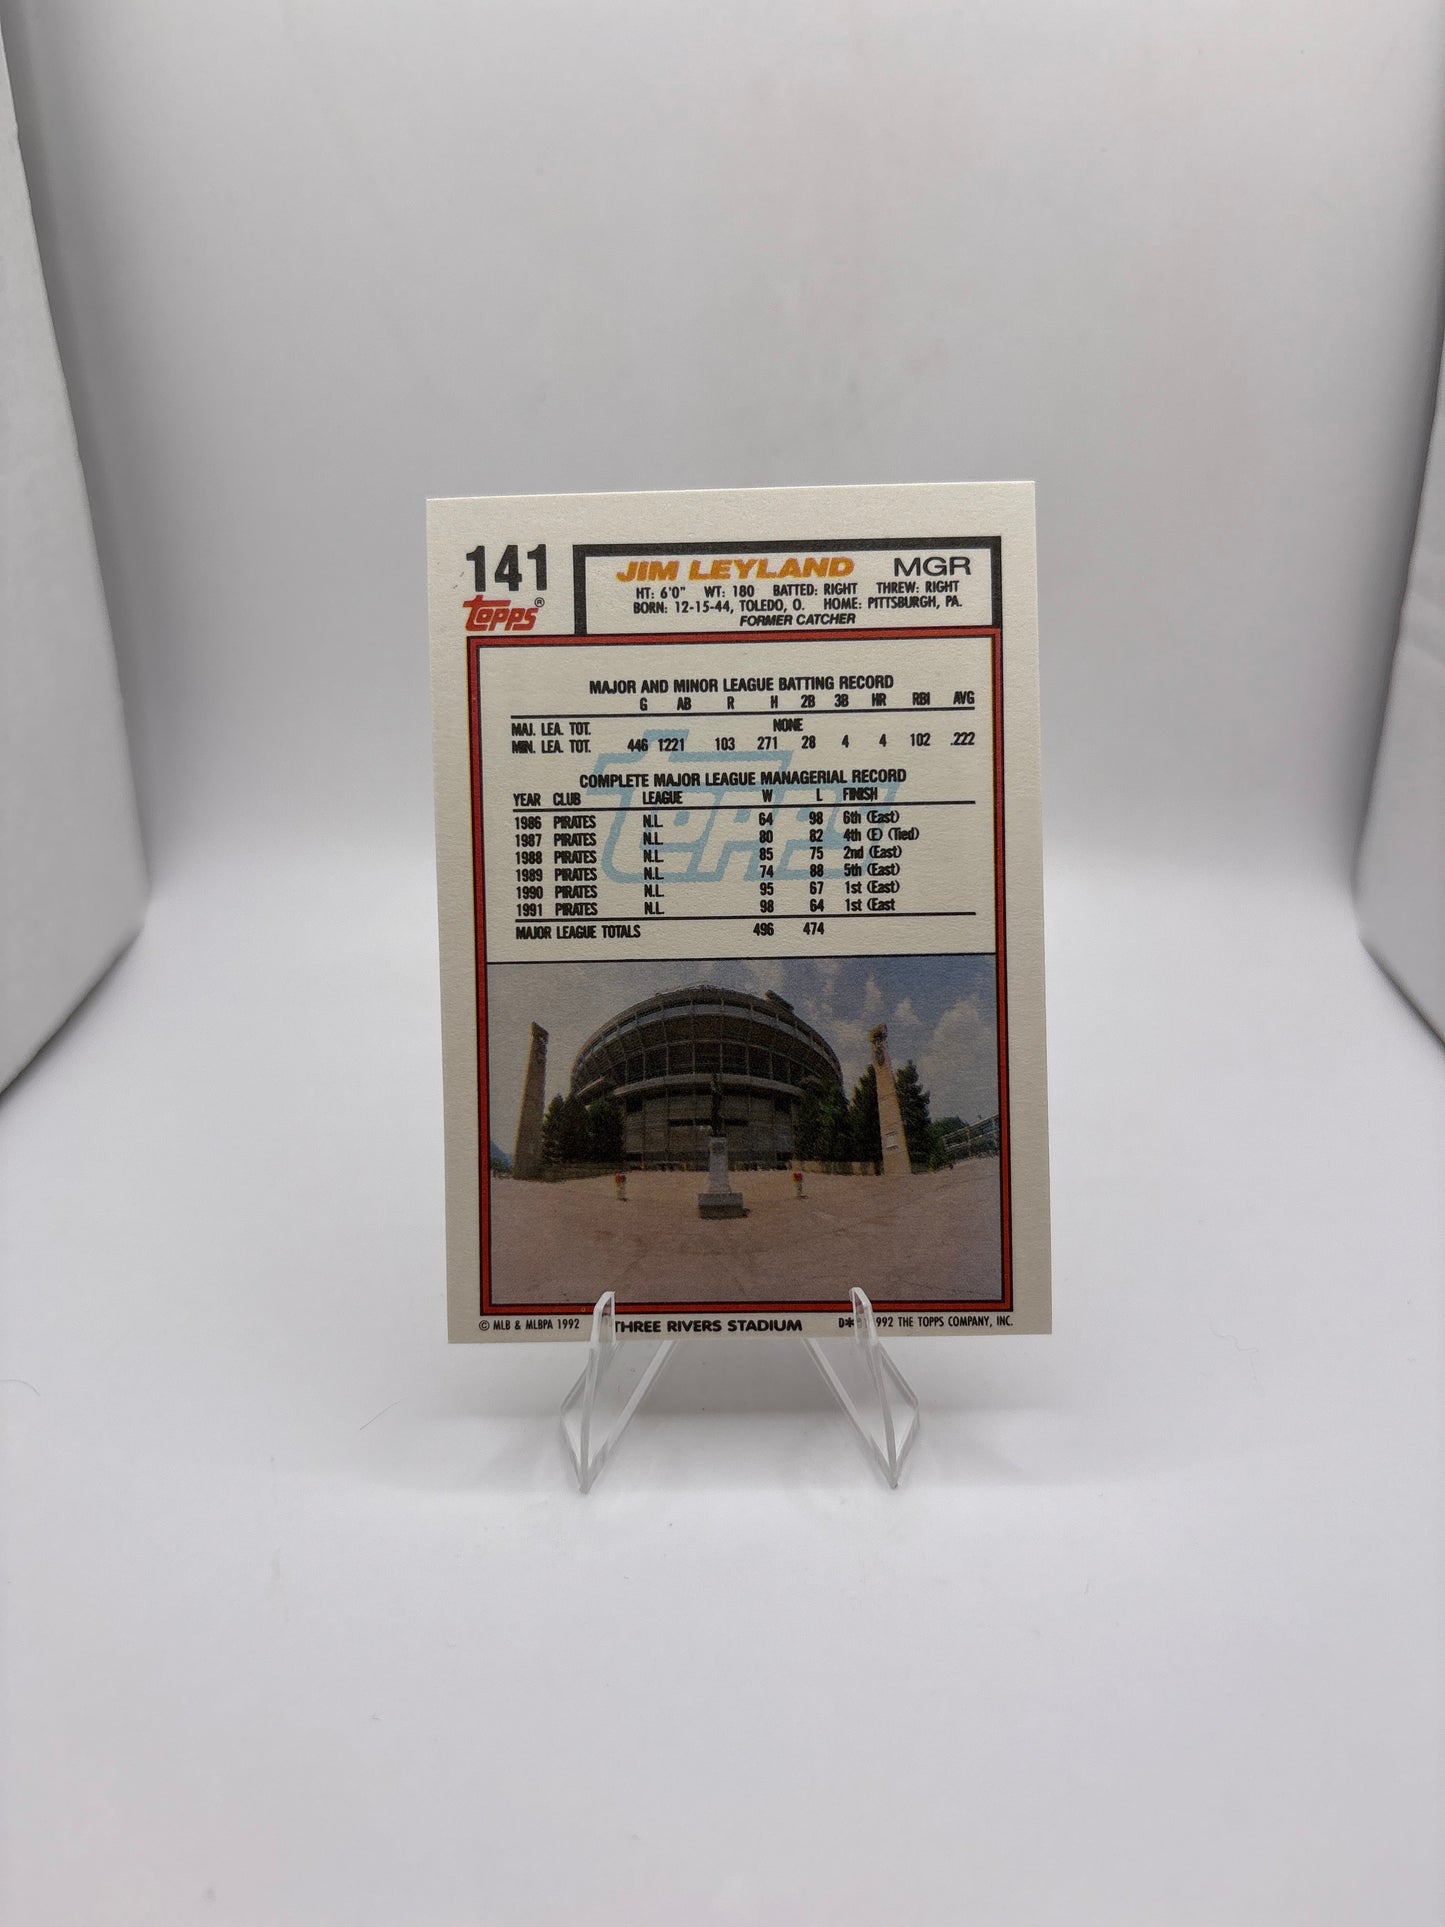 141
topps®
JIM LEYLAND MGR
HT: 6'0" WT: 180 BATTED: RIGHT THREW: RIGHT
BORN: 12-15-44, TOLEDO, O. HOME: PITTSBURGH, PA.
FORMER CATCHER
MAJOR AND MINOR LEAGUE BATTING RECORD
G AB R H 2B 3B HR RBI AVG
MAJ. LEA. TOT. NONE
MIN. LEA. TOT. 446 1221 103 271 28 4 4 102 .222
COMPLETE MAJOR LEAGUE MANAGERIAL RECORD
YEAR CLUB LEAGUE W L FINISH
1986 PIRATES N.L. 64 98 6th (East)
1987 PIRATES N.L. 80 82 4th (E) (Tied)
1988 PIRATES N.L. 85 75 2nd (East)
1989 PIRATES N.L. 74 88 5th (East)
1990 PIRATES N.L. 95 67 1st (East)
1991 PIRATES N.L. 98 64 1st (East
MAJOR LEAGUE TOTALS 496 474
topps
© MLB & MLBPA 1992 THREE RIVERS STADIUM 992 THE TOPPS COMPANY, INC.